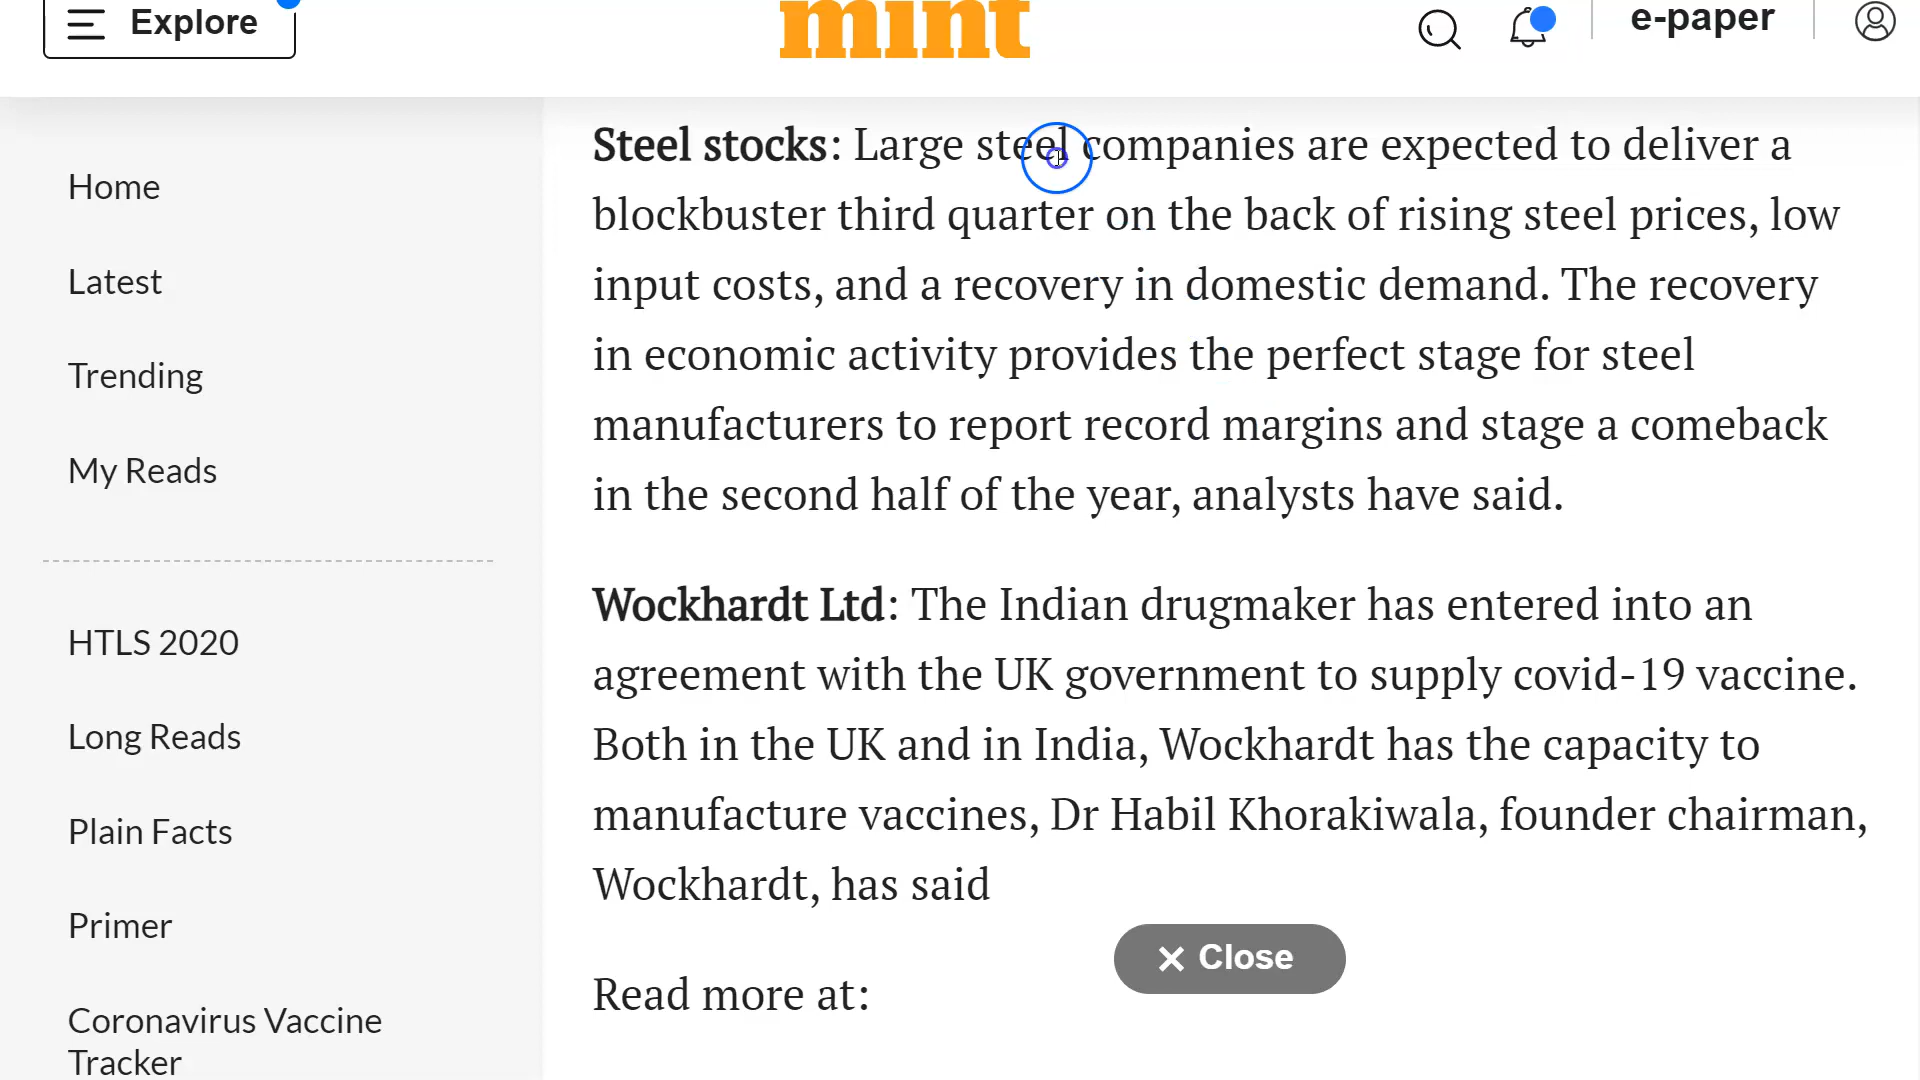 Explore
mint
e-paper
Home
Latest
Trending
My Reads
HTLS 2020
Long Reads
Plain Facts
Primer
Coronavirus Vaccine
Tracker
Steel stocks: Large steel companies are expected to deliver a
blockbuster third quarter on the back of rising steel prices, low
input costs, and a recovery in domestic demand. The recovery
in economic activity provides the perfect stage for steel
manufacturers to report record margins and stage a comeback
in the second half of the year, analysts have said.
Wockhardt Ltd: The Indian drugmaker has entered into an
agreement with the UK government to supply covid-19 vaccine.
Both in the UK and in India, Wockhardt has the capacity to
manufacture vaccines, Dr Habil Khorakiwala, founder chairman,
Wockhardt, has said
Close
Read more at: